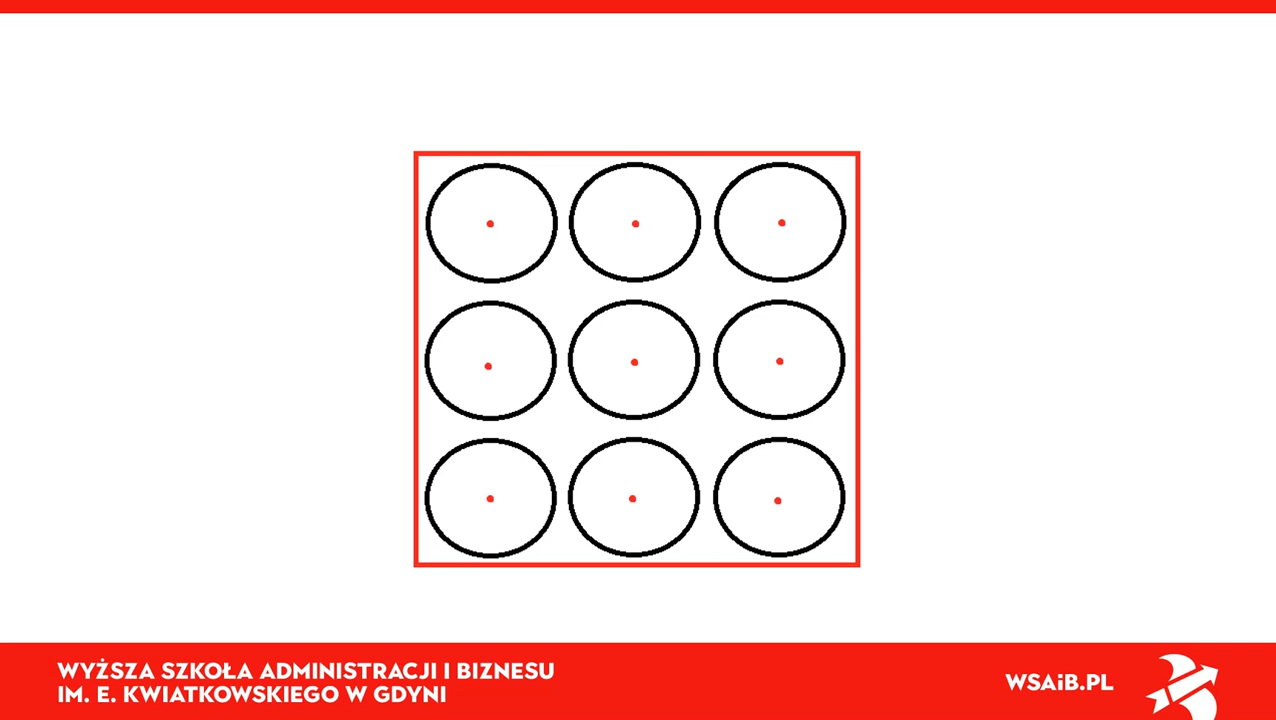 WYŻSZA SZKOŁA ADMINISTRACJI I BIZNESU
IM. E. KWIATKOWSKIEGO W GDYNI
WSAiB.PL